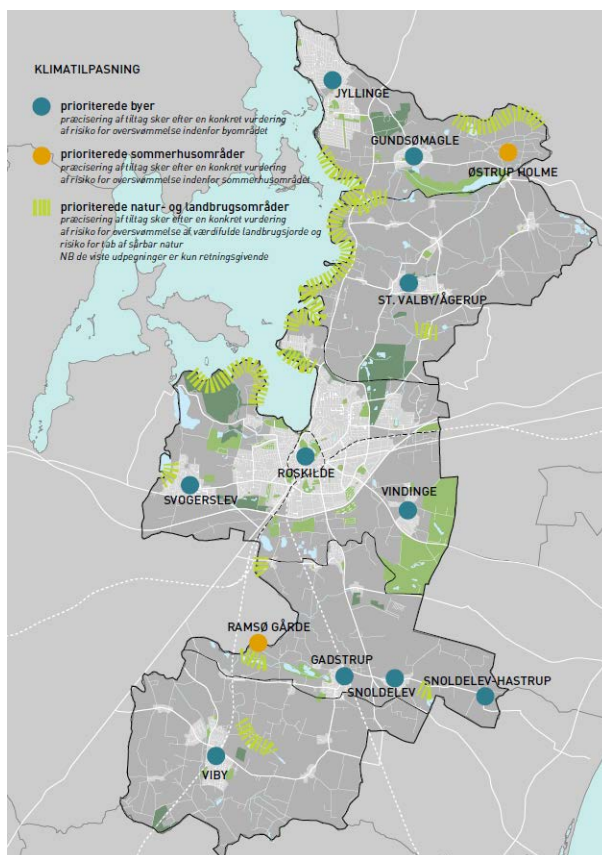 KLIMATILPASNING
prioriterede byer
præcisering af tiltag sker efter en konkret vurdering
af risiko for oversvømmelse indenfor byområdet
prioriterede sommerhusområder
præcisering af tiltag sker efter en konkret vurdering
af risiko for oversvømmelse indenfor sommerhusområdet
prioriterede natur- og landbrugsområder
præcisering af tiltag sker efter en konkret vurdering
af risiko for oversvømmelse af værdifulde landbrugsjorde og
risiko for tab af sårbar natur
NB de viste udpegninger er kun retningsgivende
JYLLINGE
GUNDSØMAGLE
ØSTRUP HOLME
ST. VALBY/ÅGERUP
ROSKILDE
SVOGERSLEV
VINDINGE
RAMSØ GÅRDE
GADSTRUP
SNOLDELEV
SNOLDELEV-HASTRUP
VIBY